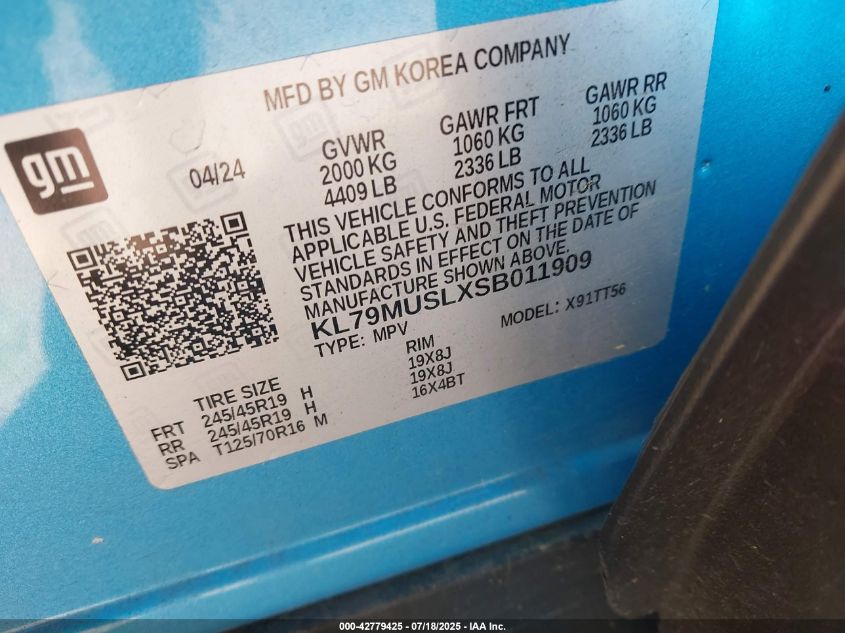 MFD BY GM KOREA COMPANY
gm
04/24
GVWR
2000 KG
4409 LB
GAWR FRT
1060 KG
2336 LB
GAWR RR
1060 KG
2336 LB
THIS VEHICLE CONFORMS TO ALL
APPLICABLE U.S. FEDERAL MOTOR
VEHICLE SAFETY AND THEFT PREVENTION
STANDARDS IN EFFECT ON THE DATE OF
MANUFACTURE SHOWN ABOVE.
KL79MUSLXSB011909
TYPE: MPV
MODEL: X91TT56
TIRE SIZE
RIM
FRT 245/45R19 H 19X8J
RR 245/45R19 H 19X8J
SPA T125/70R16 M 16X4BT
000-42779425 - 07/18/2025 - IAA Inc.